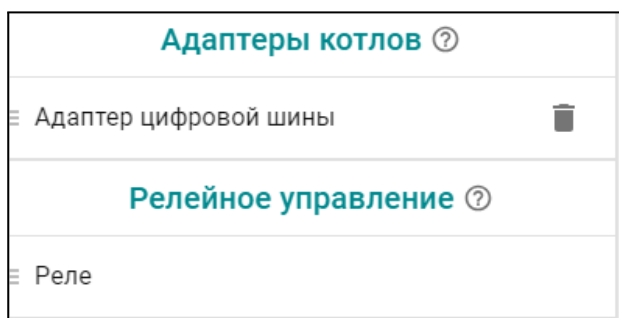 Адаптеры котлов
Адаптер цифровой шины
Релейное управление
Реле